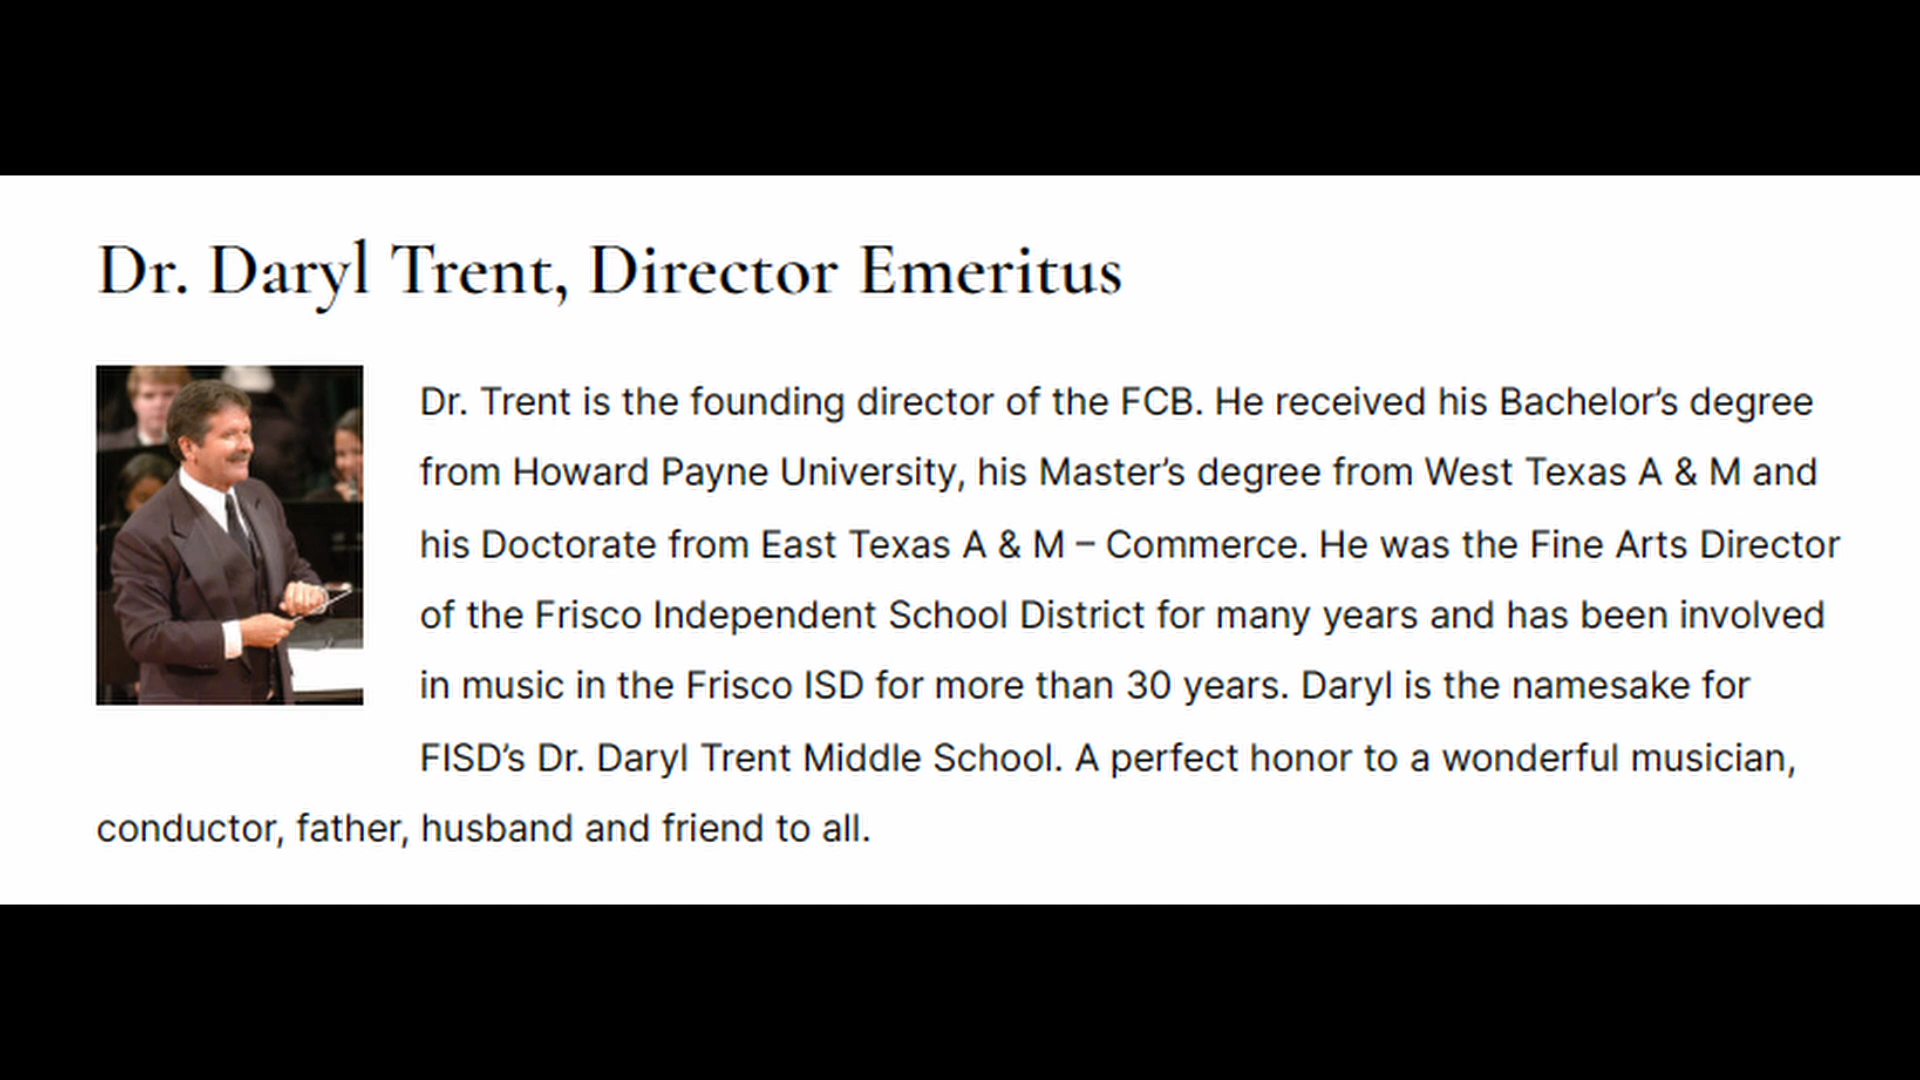 Dr. Daryl Trent, Director Emeritus
Dr. Trent is the founding director of the FCB. He received his Bachelor’s degree
from Howard Payne University, his Master’s degree from West Texas A & M and
his Doctorate from East Texas A & M – Commerce. He was the Fine Arts Director
of the Frisco Independent School District for many years and has been involved
in music in the Frisco ISD for more than 30 years. Daryl is the namesake for
FISD’s Dr. Daryl Trent Middle School. A perfect honor to a wonderful musician,
conductor, father, husband and friend to all.